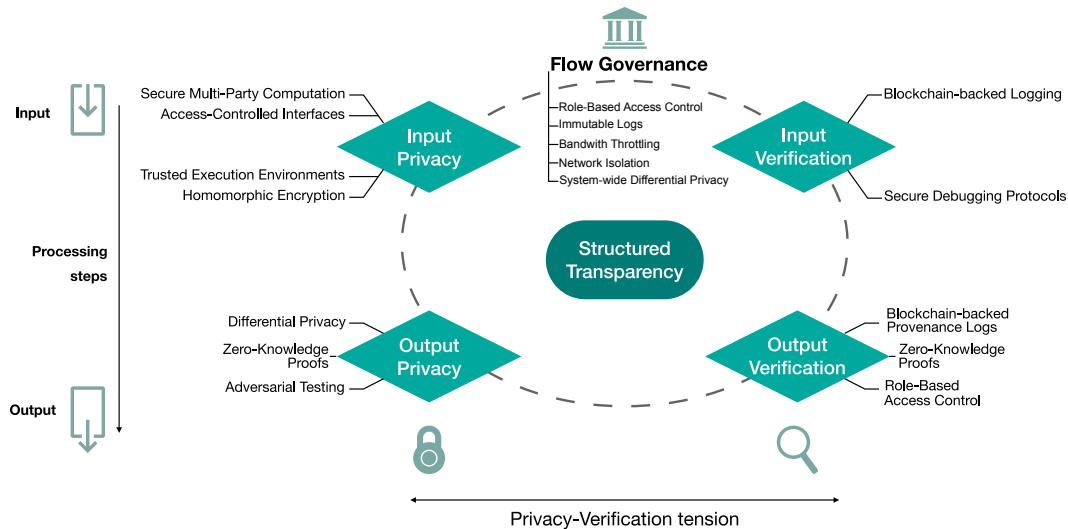 Flow Governance
Role-Based Access Control
Immutable Logs
Bandwith Throttling
Network Isolation
System-wide Differential Privacy
Input
Secure Multi-Party Computation
Access-Controlled Interfaces
Input
Privacy
Trusted Execution Environments
Homomorphic Encryption
Blockchain-backed Logging
Input
Verification
Secure Debugging Protocols
Processing
steps
Structured
Transparency
Differential Privacy
Zero-Knowledge
Proofs
Adversarial Testing
Output
Privacy
Output
Verification
Blockchain-backed
Provenance Logs
Zero-Knowledge
Proofs
Role-Based
Access Control
Output
Privacy-Verification tension